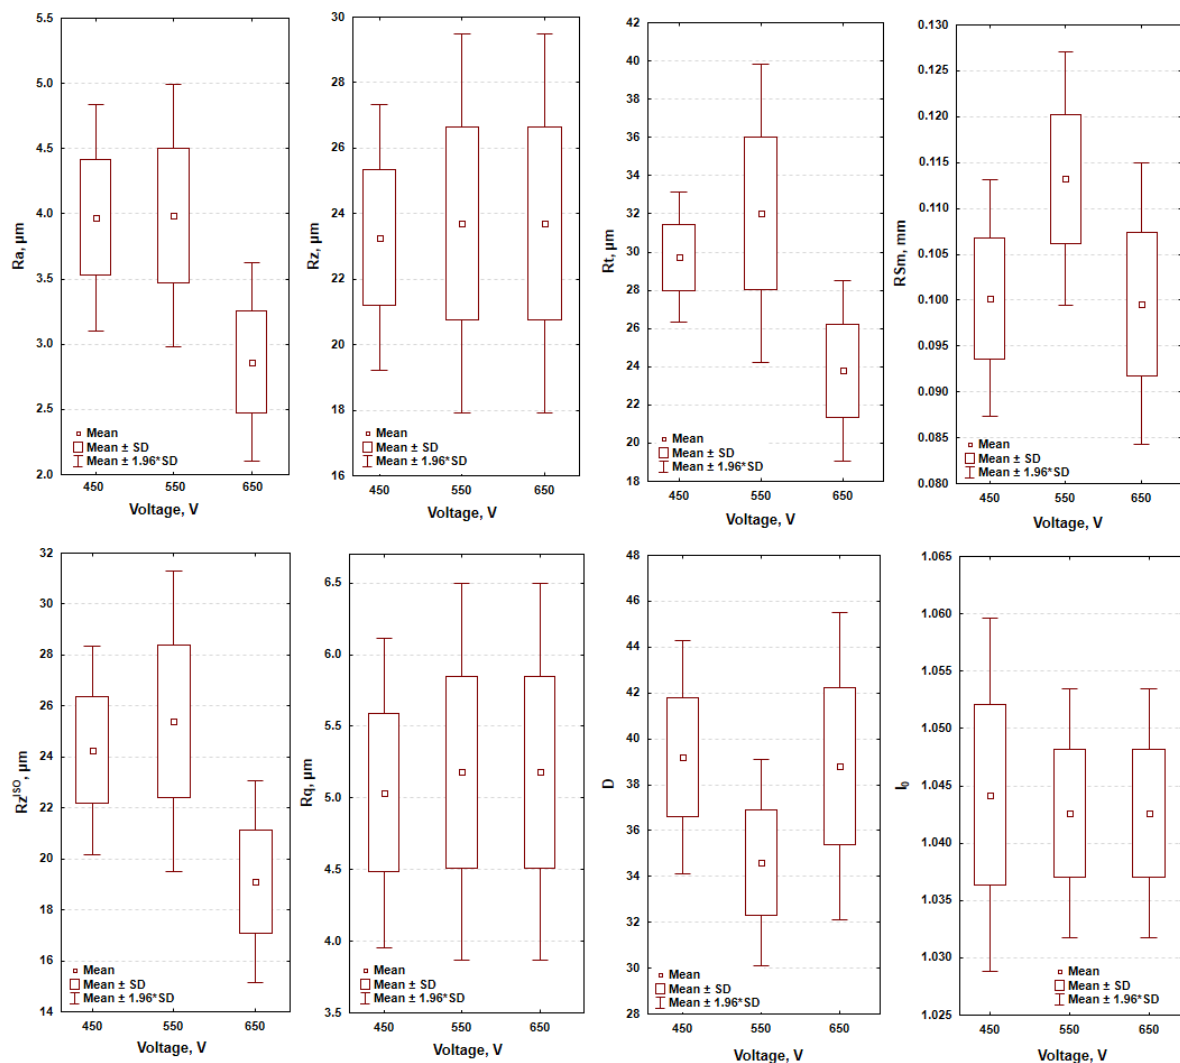 5.5
5.0
4.5
4.0
3.5
3.0
2.5
2.0
Ra, µm
Mean
Mean ± SD
Mean ± 1.96*SD
450 550 650
Voltage, V
30
28
26
24
22
20
18
16
Rz, µm
Mean
Mean ± SD
Mean ± 1.96*SD
450 550 650
Voltage, V
42
40
38
36
34
32
30
28
26
24
22
20
18
Rt, µm
Mean
Mean ± SD
Mean ± 1.96*SD
450 550 650
Voltage, V
0.130
0.125
0.120
0.115
0.110
0.105
0.100
0.095
0.090
0.085
0.080
RSm, mm
Mean
Mean ± SD
Mean ± 1.96*SD
450 550 650
Voltage, V
32
30
28
26
24
22
20
18
16
14
Rz^ISO, µm
Mean
Mean ± SD
Mean ± 1.96*SD
450 550 650
Voltage, V
6.5
6.0
5.5
5.0
4.5
4.0
3.5
Rq, µm
Mean
Mean ± SD
Mean ± 1.96*SD
450 550 650
Voltage, V
48
46
44
42
40
38
36
34
32
30
28
D
Mean
Mean ± SD
Mean ± 1.96*SD
450 550 650
Voltage, V
1.065
1.060
1.055
1.050
1.045
1.040
1.035
1.030
1.025
l₀
Mean
Mean ± SD
Mean ± 1.96*SD
450 550 650
Voltage, V